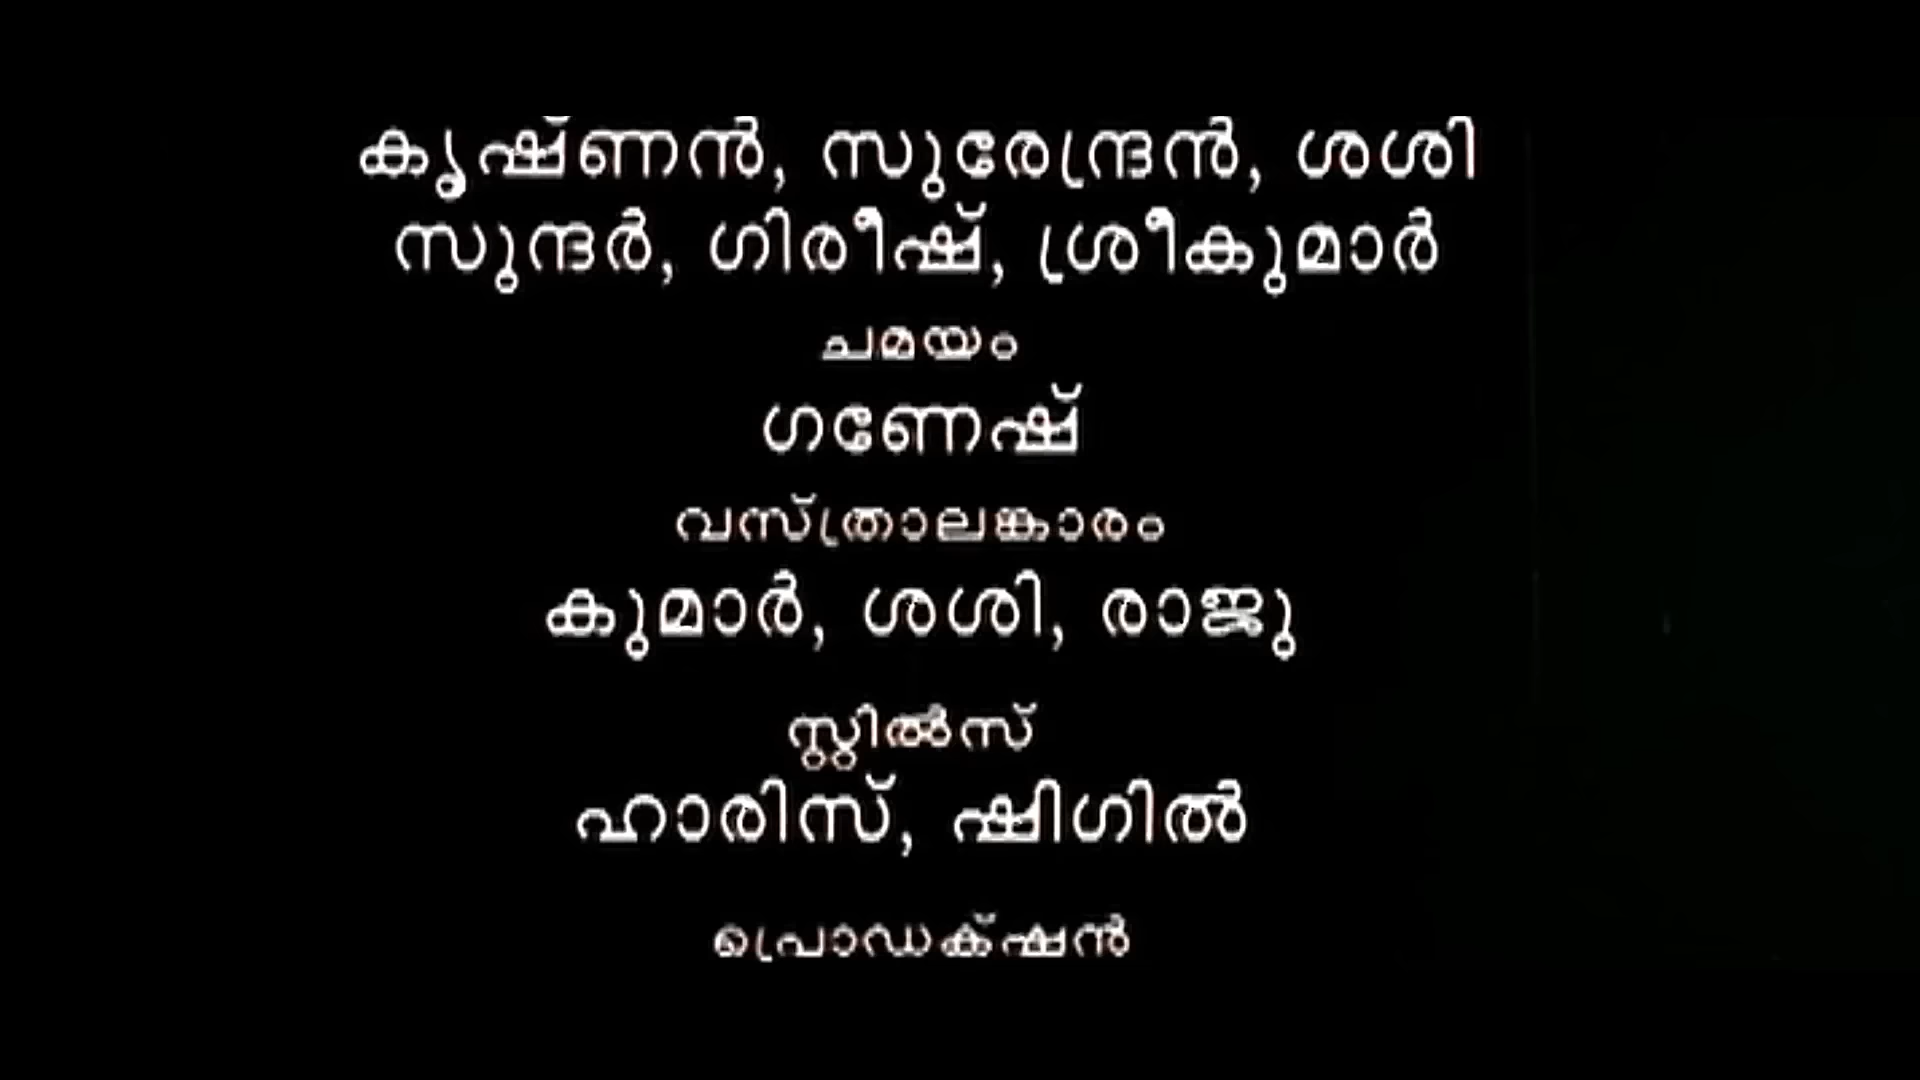 കൃഷ്ണൻ, സുരേന്ദ്രൻ, ശശി
സുന്ദർ, ഗിരീഷ്, ശ്രീകുമാർ
ചമയം
ഗണേഷ്
വസ്ത്രാലങ്കാരം
കുമാർ, ശശി, രാജു
സ്റ്റിൽസ്
ഹാരിസ്, ഷിഗിൽ
പ്രൊഡക്ഷൻ